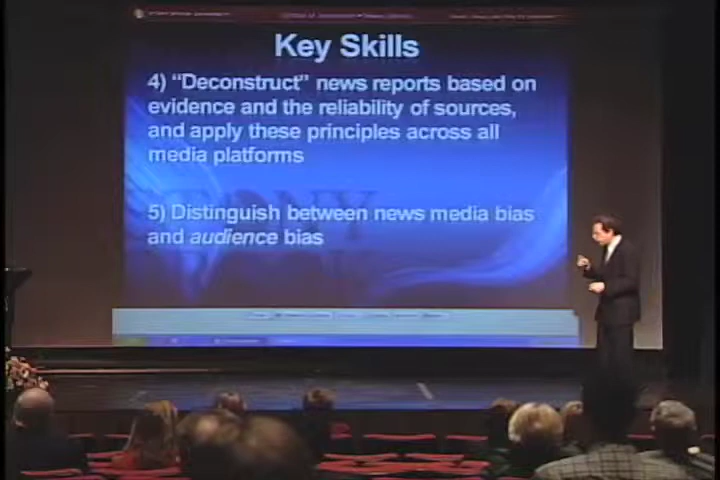 Key Skills
4) “Deconstruct” news reports based on
evidence and the reliability of sources,
and apply these principles across all
media platforms
5) Distinguish between news media bias
and audience bias